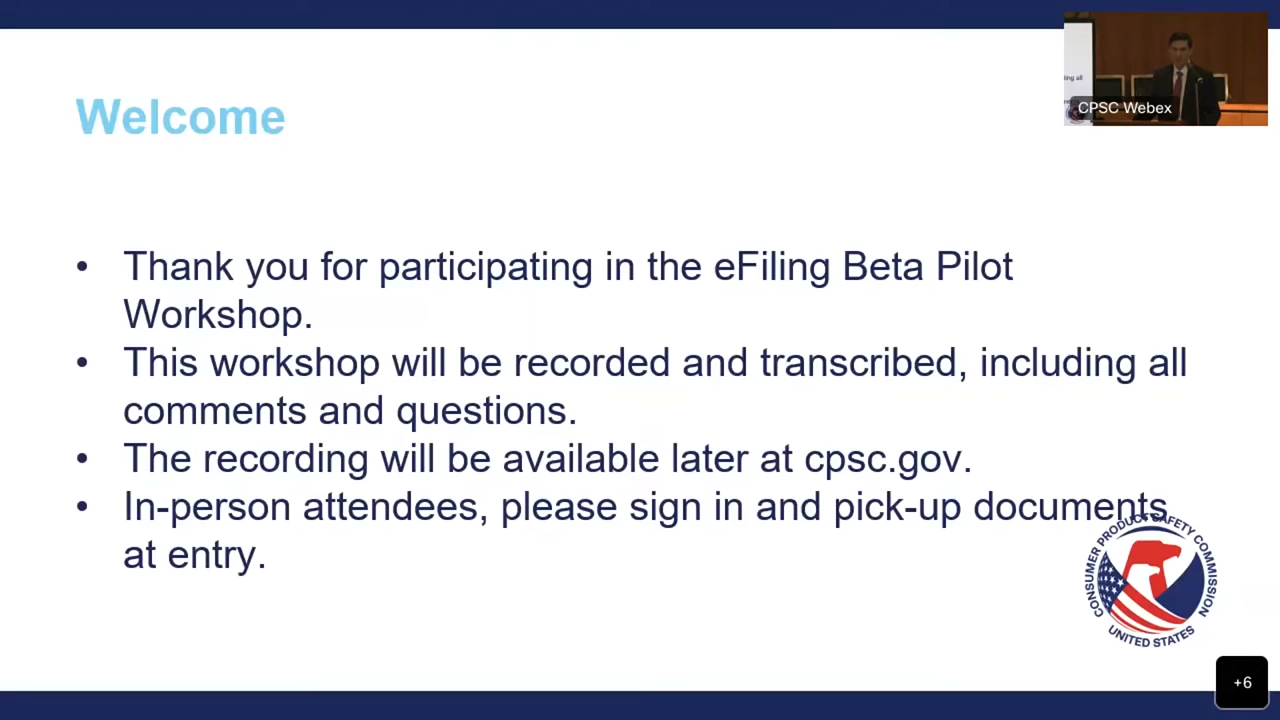 Welcome
CPSC Webex
• Thank you for participating in the eFiling Beta Pilot
Workshop.
• This workshop will be recorded and transcribed, including all
comments and questions.
• The recording will be available later at cpsc.gov.
• In-person attendees, please sign in and pick-up documents
at entry.
CONSUMER PRODUCT SAFETY COMMISSION
UNITED STATES
+6